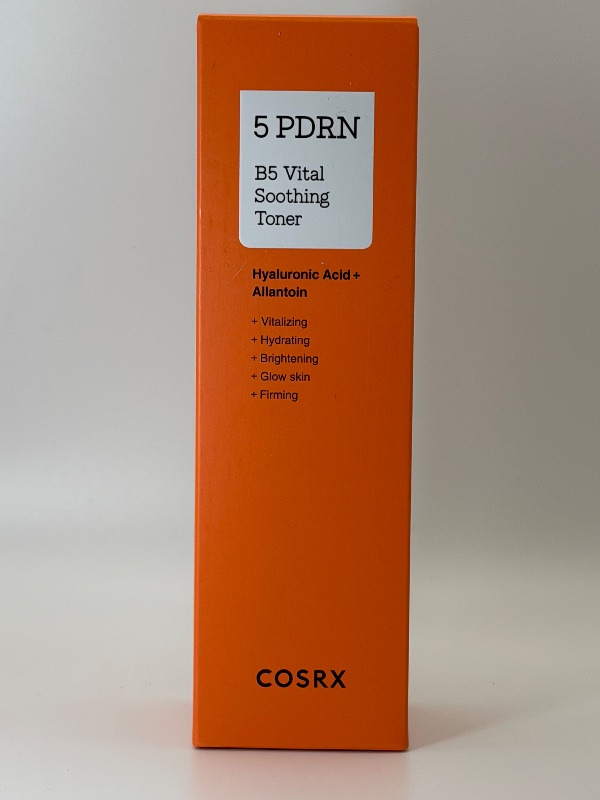 5 PDRN
B5 Vital
Soothing
Toner
Hyaluronic Acid +
Allantoin
+ Vitalizing
+ Hydrating
+ Brightening
+ Glow skin
+ Firming
COSRX